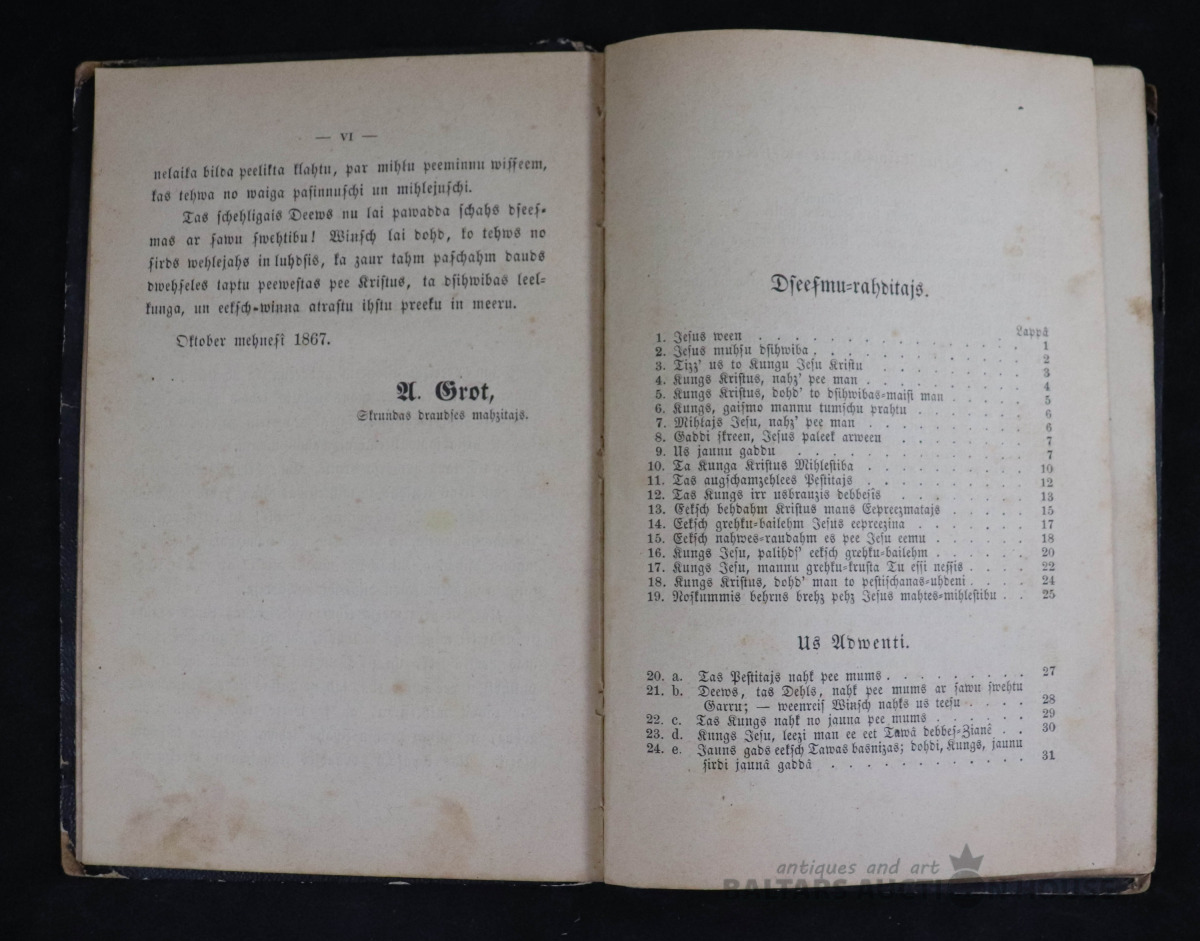 — VI —
nelaika bilda peelikta klahtu, par mihļu peeminnu wisseem,
kas tehwa no waiga pasinnuschi un mihlejuschi.
Tas schehligais Deews nu lai pawadda schahs dseesmas
mas ar sawu swehtibu! Winsch lai dohd, ko tehws no
sirds wehlejahs in luhdsis, ka zaur tahm paschahm dauds
dwehseles taptu peewestas pee Kristus, ta dsihwibas leel-
kunga, un eeksch-winna atrastu ihstu preeku in meeru.
Oktober mehnesî 1867.
A. Grot,
Skrundas draudses mahzitajs.
Dseesmu-rahditajs.
Lappâ
1. Jesus ween . . . . . . . . . . . . 1
2. Jesus muhsu dsihwiba . . . . . . . . . . . 2
3. Tizz' us to Kungu Jesu Kristu . . . . . . . . 3
4. Kungs Kristus, nahz' pee man . . . . . . . . 4
5. Kungs Kristus, dohd' to dsihwibas-maisi man . . . . . 5
6. Kungs, gaismo mannu tumschu prahtu . . . . . . 6
7. Mihlajs Jesu, nahz' pee man . . . . . . . . 6
8. Gaddi skreen, Jesus paleek arween . . . . . . 7
9. Us jaunu gaddu . . . . . . . . . . . 7
10. Ta Kunga Kristus Mihlestiba . . . . . . . . 10
11. Tas augschamzehlees Pestitajs . . . . . . . . 12
12. Tas Kungs irr usbrauzis debbesîs . . . . . . 13
13. Eeksch behdahm Kristus mans Eepreezmatajs . . . . . 15
14. Eeksch grehku-bailehm Jesus eepreezina . . . . . . 17
15. Eeksch nahwes-raudahm es pee Jesu eemu . . . . . 18
16. Kungs Jesu, palihds' eeksch grehku-bailehm . . . . . 20
17. Kungs Jesu, mannu grehku-krusta Tu essi nessis . . . . 22
18. Kungs Kristus, dohd' man to pestischanas-uhdeni . . . . 24
19. Noskummis behrns brehz pehz Jesus mahtes-mihlestibu . . 25
Us Adwenti.
20. a. Tas Pestitajs nahk pee mums . . . . . . . . 27
21. b. Deews, tas Dehls, nahk pee mums ar sawu swehtu
Garru; — weenreis Winsch nahks us teesu . . . . 28
22. c. Tas Kungs nahk no jauna pee mums . . . . . . 29
23. d. Kungs Jesu, leezi man ee eet Tawâ debbes-Zianê . . 30
24. e. Jauns gads eeksch Tawas basnizas; dohdi, Kungs, jaunu
sirdi jaunâ gaddâ . . . . . . . . . . . 31
antiques and art
BALTARS AUCTION HOUSE